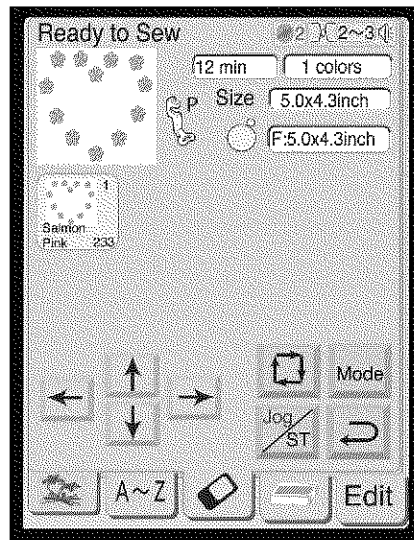 Ready to Sew
2 2~3
12 min 1 colors
P Size 5.0x4.3inch
F:5.0x4.3inch
1
Salmon
Pink 233
Mode
Jog/ST
A~Z Edit